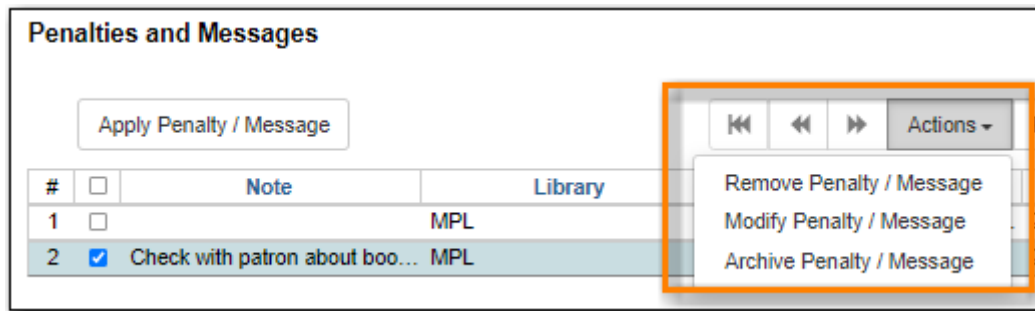 Penalties and Messages
Apply Penalty / Message
Actions
# Note Library
1 MPL
2 Check with patron about boo... MPL
Remove Penalty / Message
Modify Penalty / Message
Archive Penalty / Message